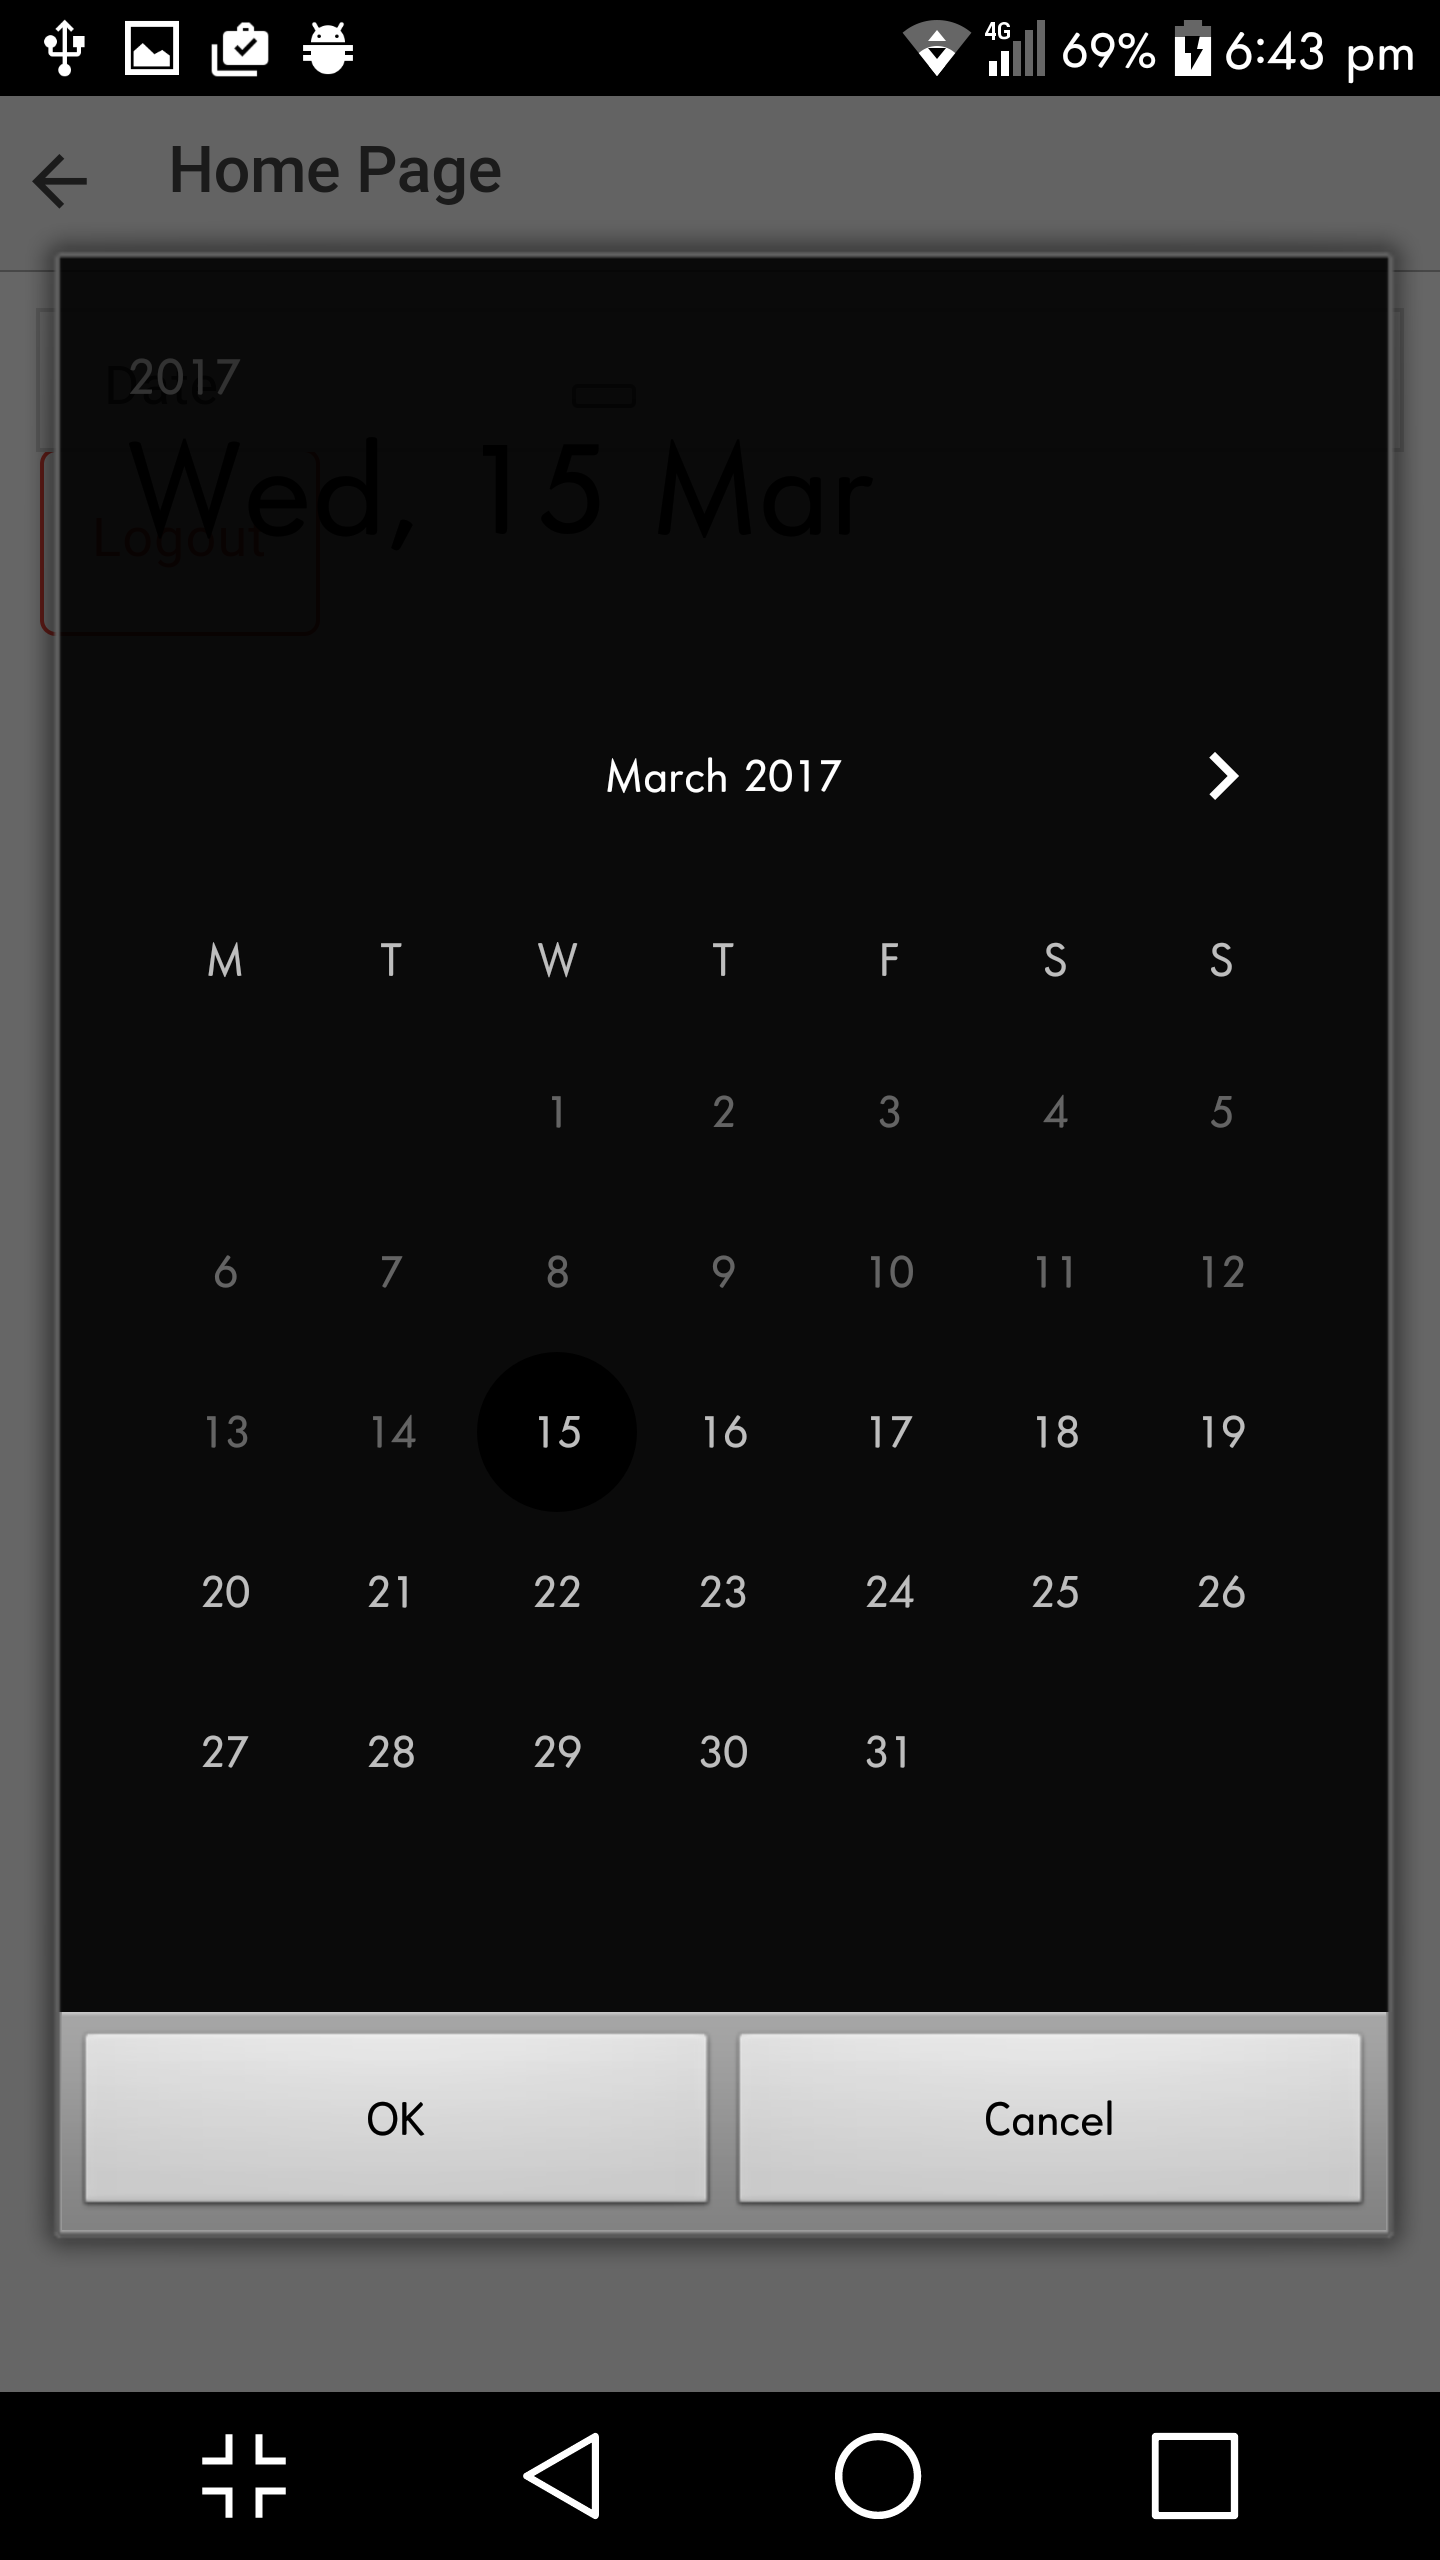 4G 69% 6:43 pm
Home Page
Date
2017
Wed, 15 Mar
Logout
March 2017
M T W T F S S
1 2 3 4 5
6 7 8 9 10 11 12
13 14 15 16 17 18 19
20 21 22 23 24 25 26
27 28 29 30 31
OK Cancel